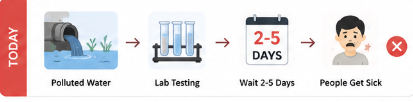 TODAY
2-5
DAYS
Polluted Water
Lab Testing
Wait 2-5 Days
People Get Sick